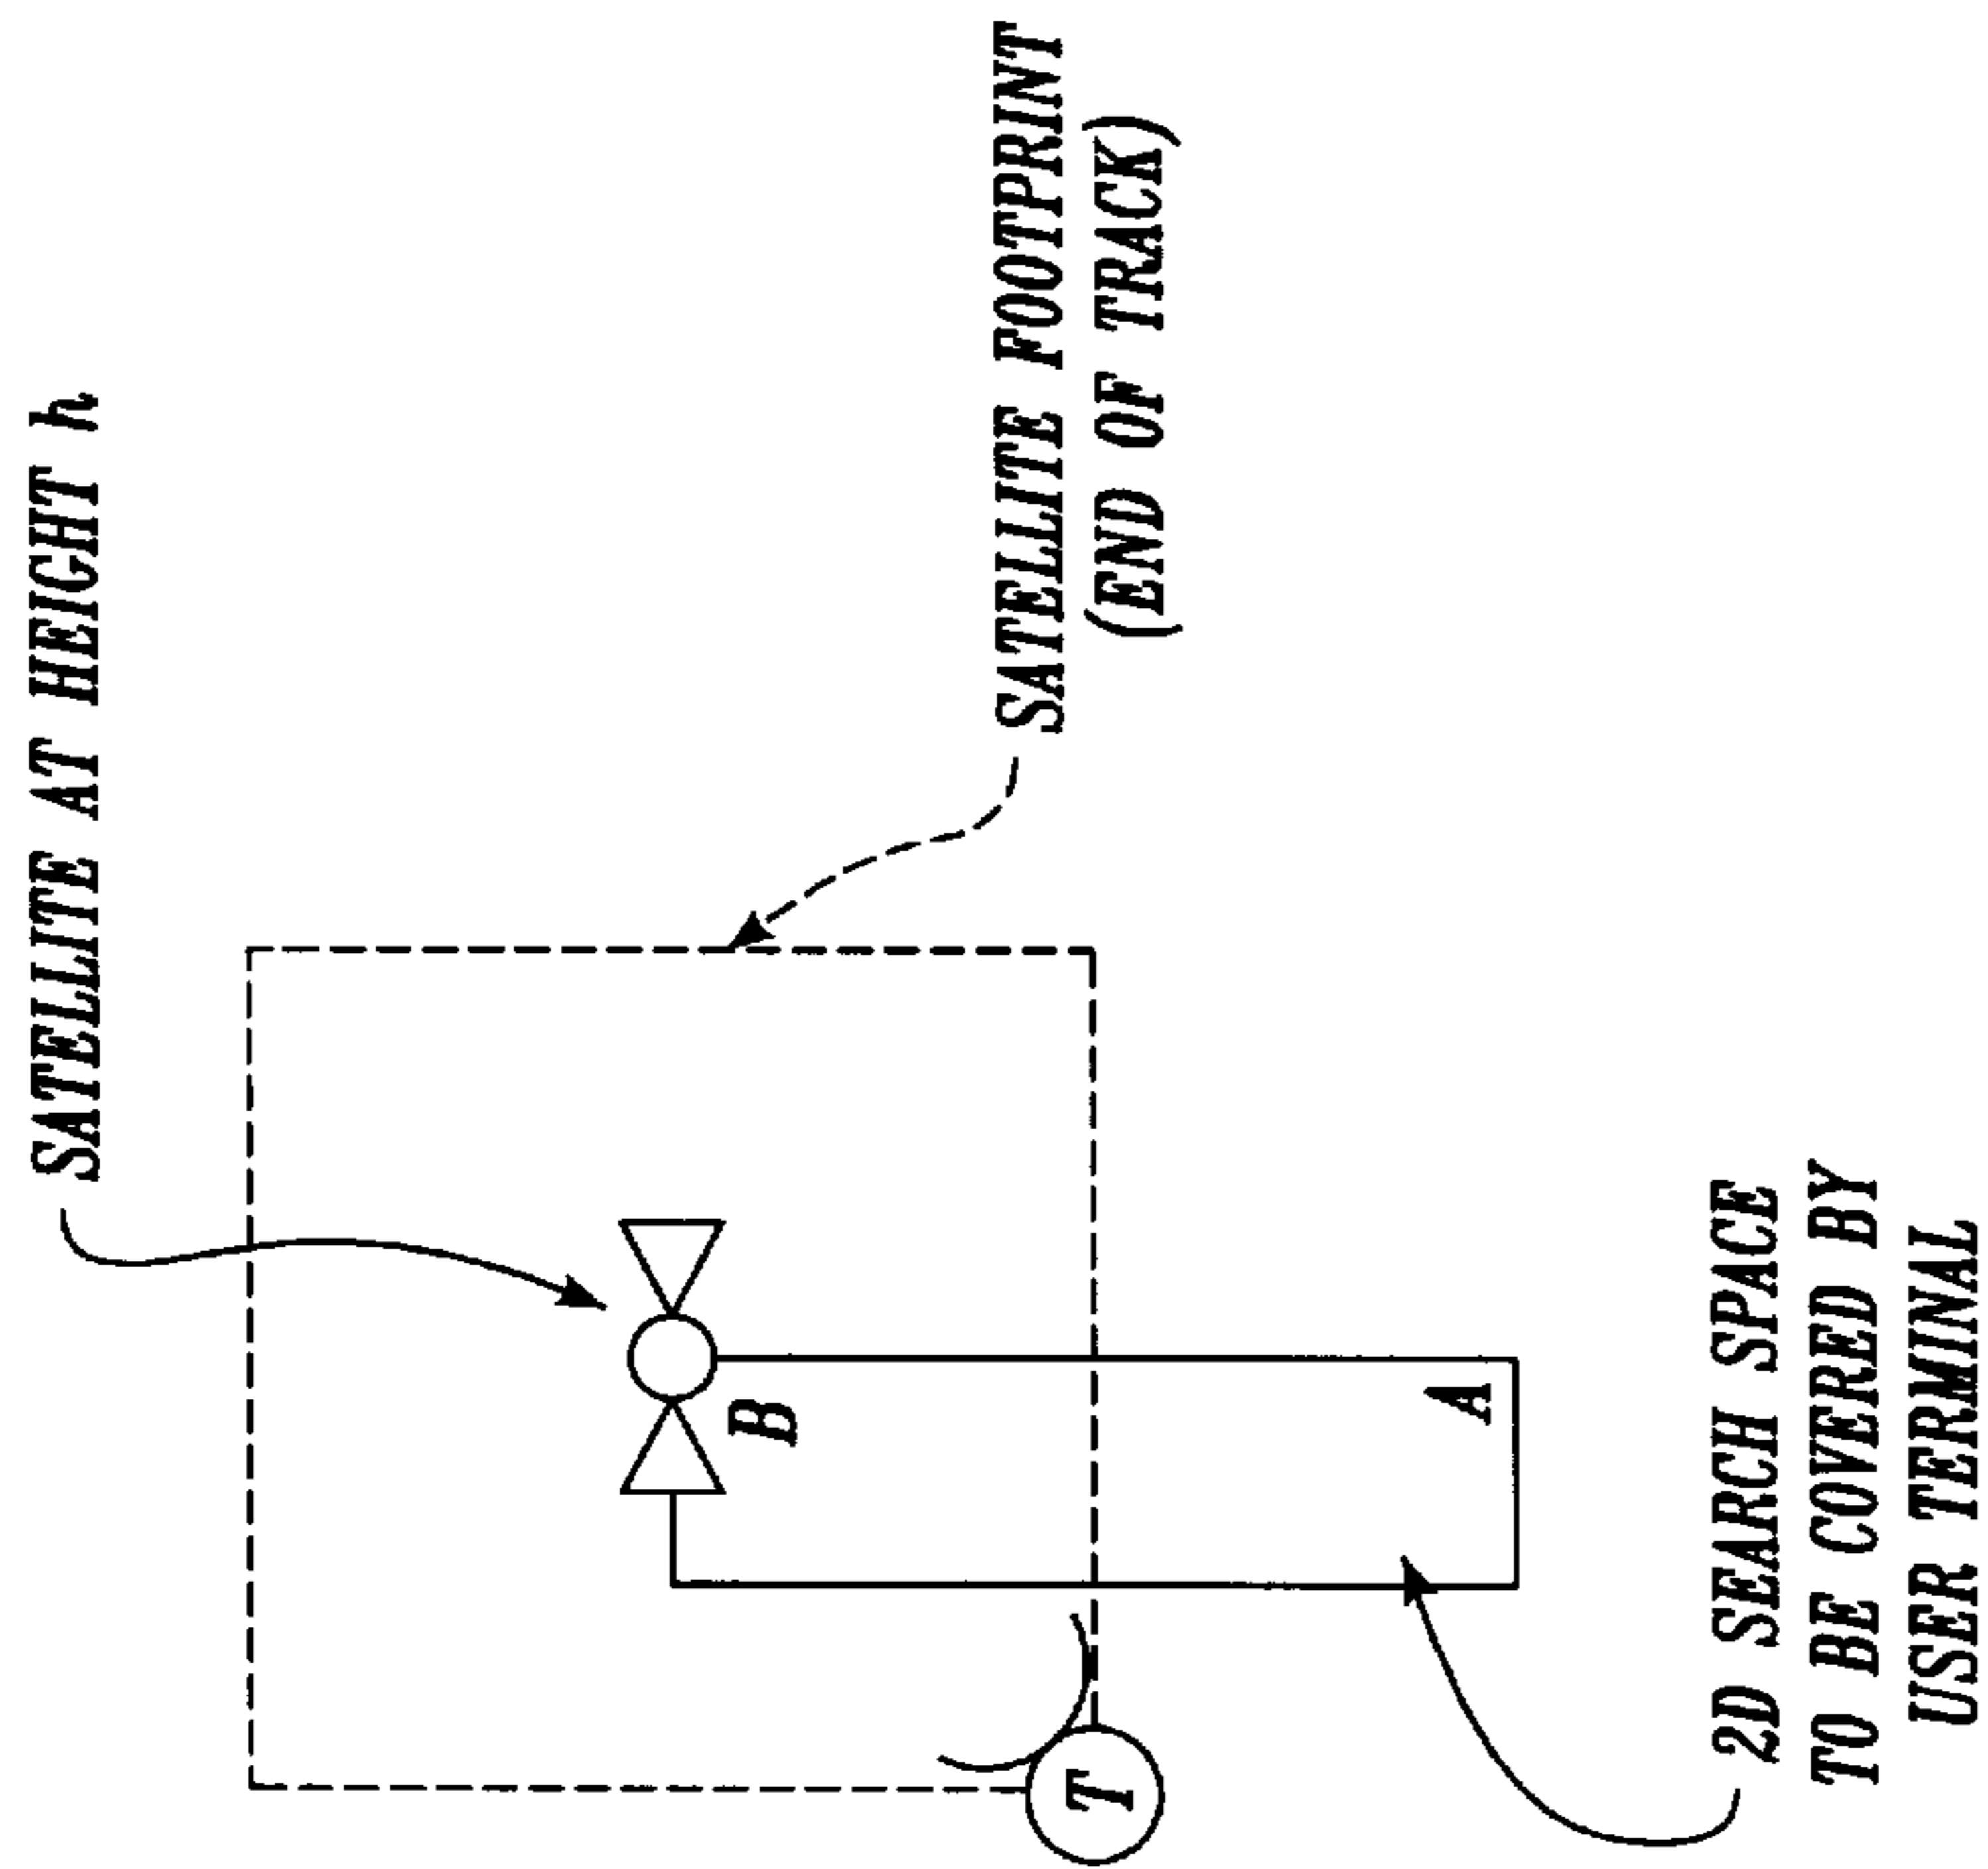 SATELLITE AT HEIGHT h
B
T
A
SATELLITE FOOTPRINT
(END OF TRACK)
2D SEARCH SPACE
TO BE COVERED BY
USER TERMINAL